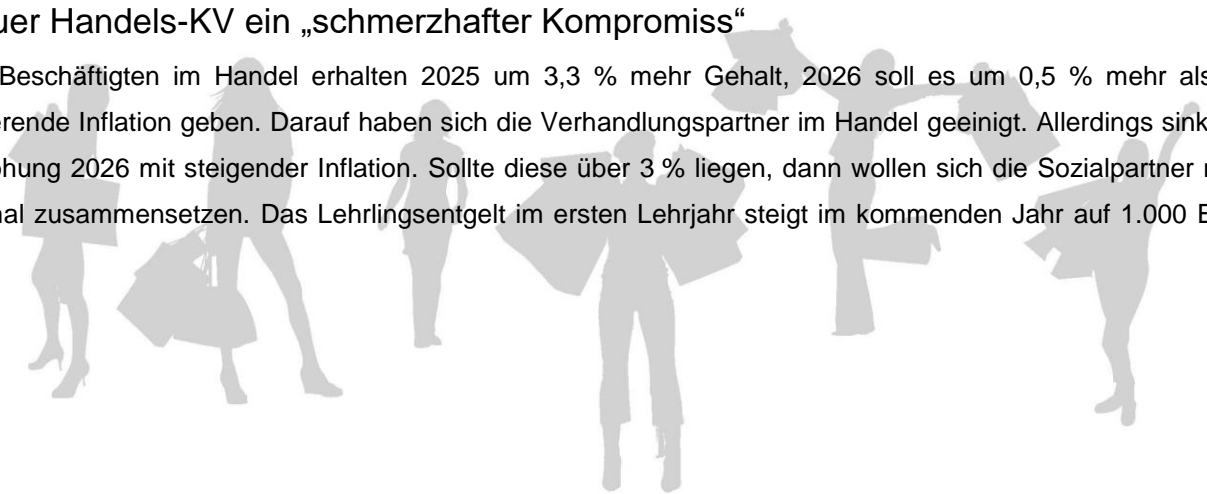 uer Handels-KV ein „schmerzhafter Kompromiss“
Beschäftigten im Handel erhalten 2025 um 3,3 % mehr Gehalt, 2026 soll es um 0,5 % mehr als
erende Inflation geben. Darauf haben sich die Verhandlungspartner im Handel geeinigt. Allerdings sink
öhung 2026 mit steigender Inflation. Sollte diese über 3 % liegen, dann wollen sich die Sozialpartner
nal zusammensetzen. Das Lehrlingsentgelt im ersten Lehrjahr steigt im kommenden Jahr auf 1.000